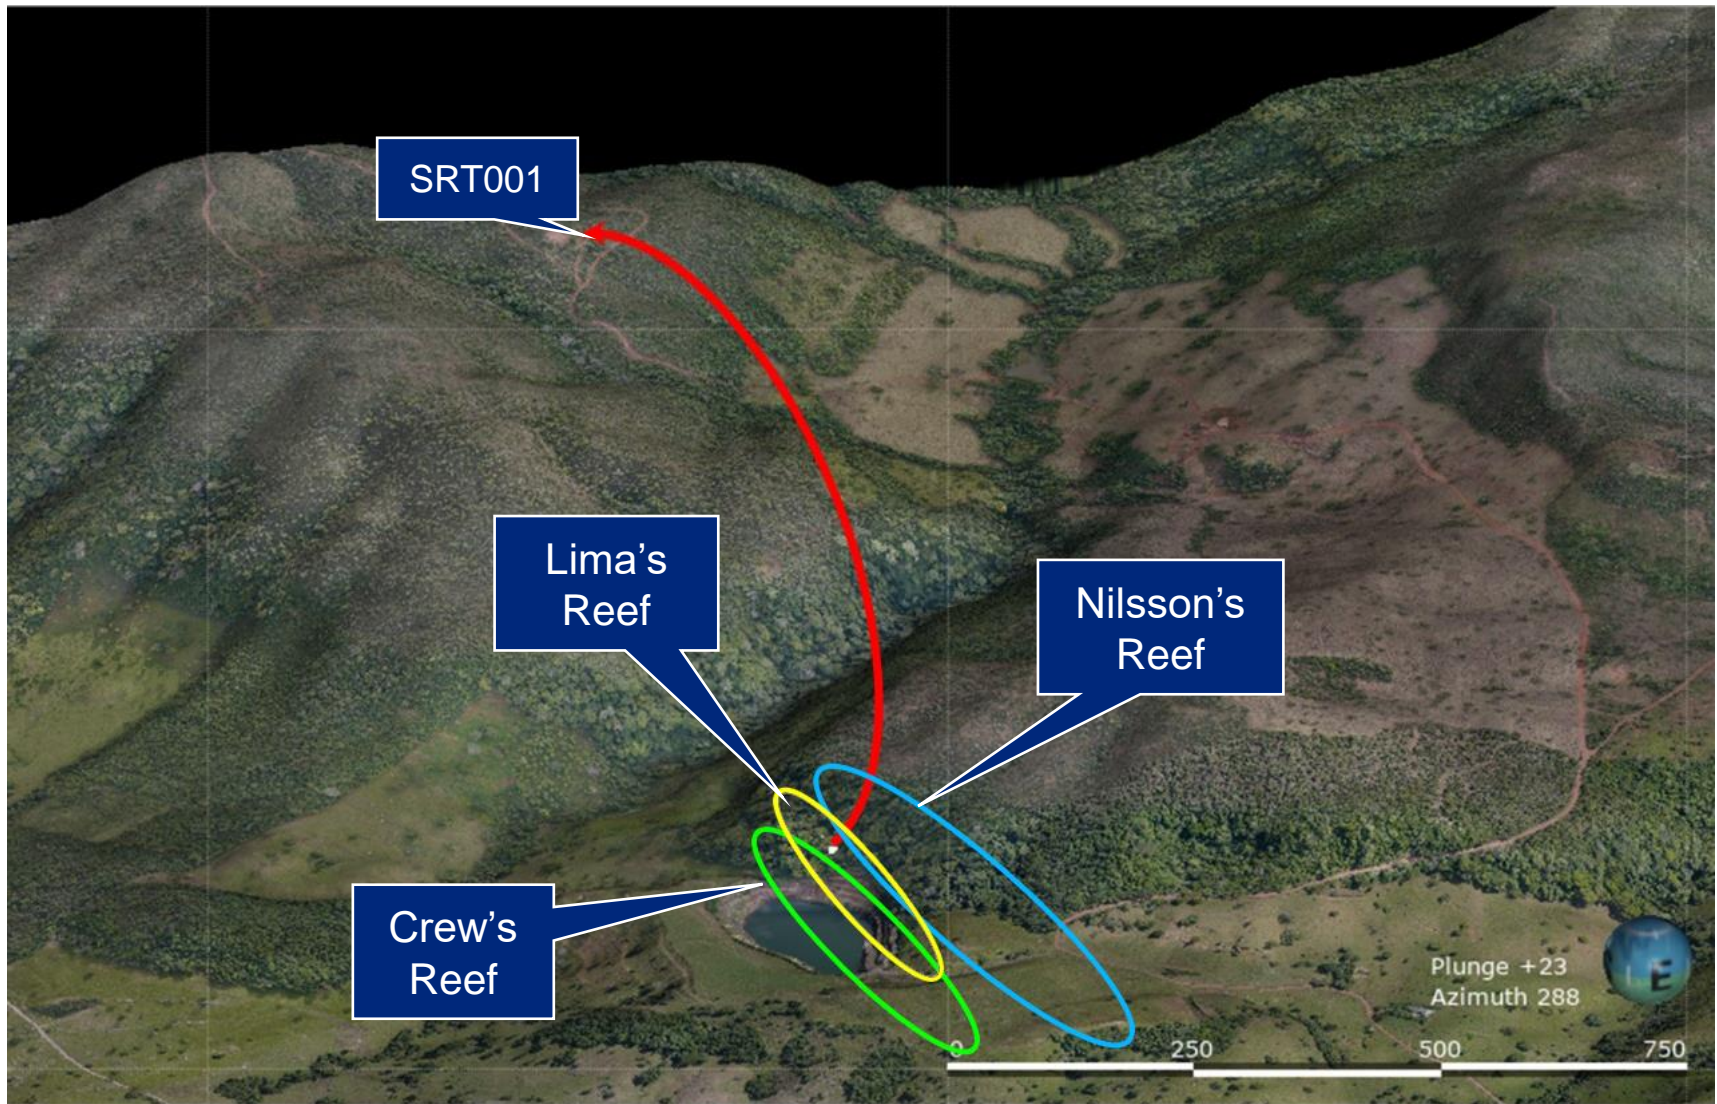 SRT001
Lima’s
Reef
Nilsson’s
Reef
Crew’s
Reef
Plunge +23
Azimuth 288
E
0
250
500
750